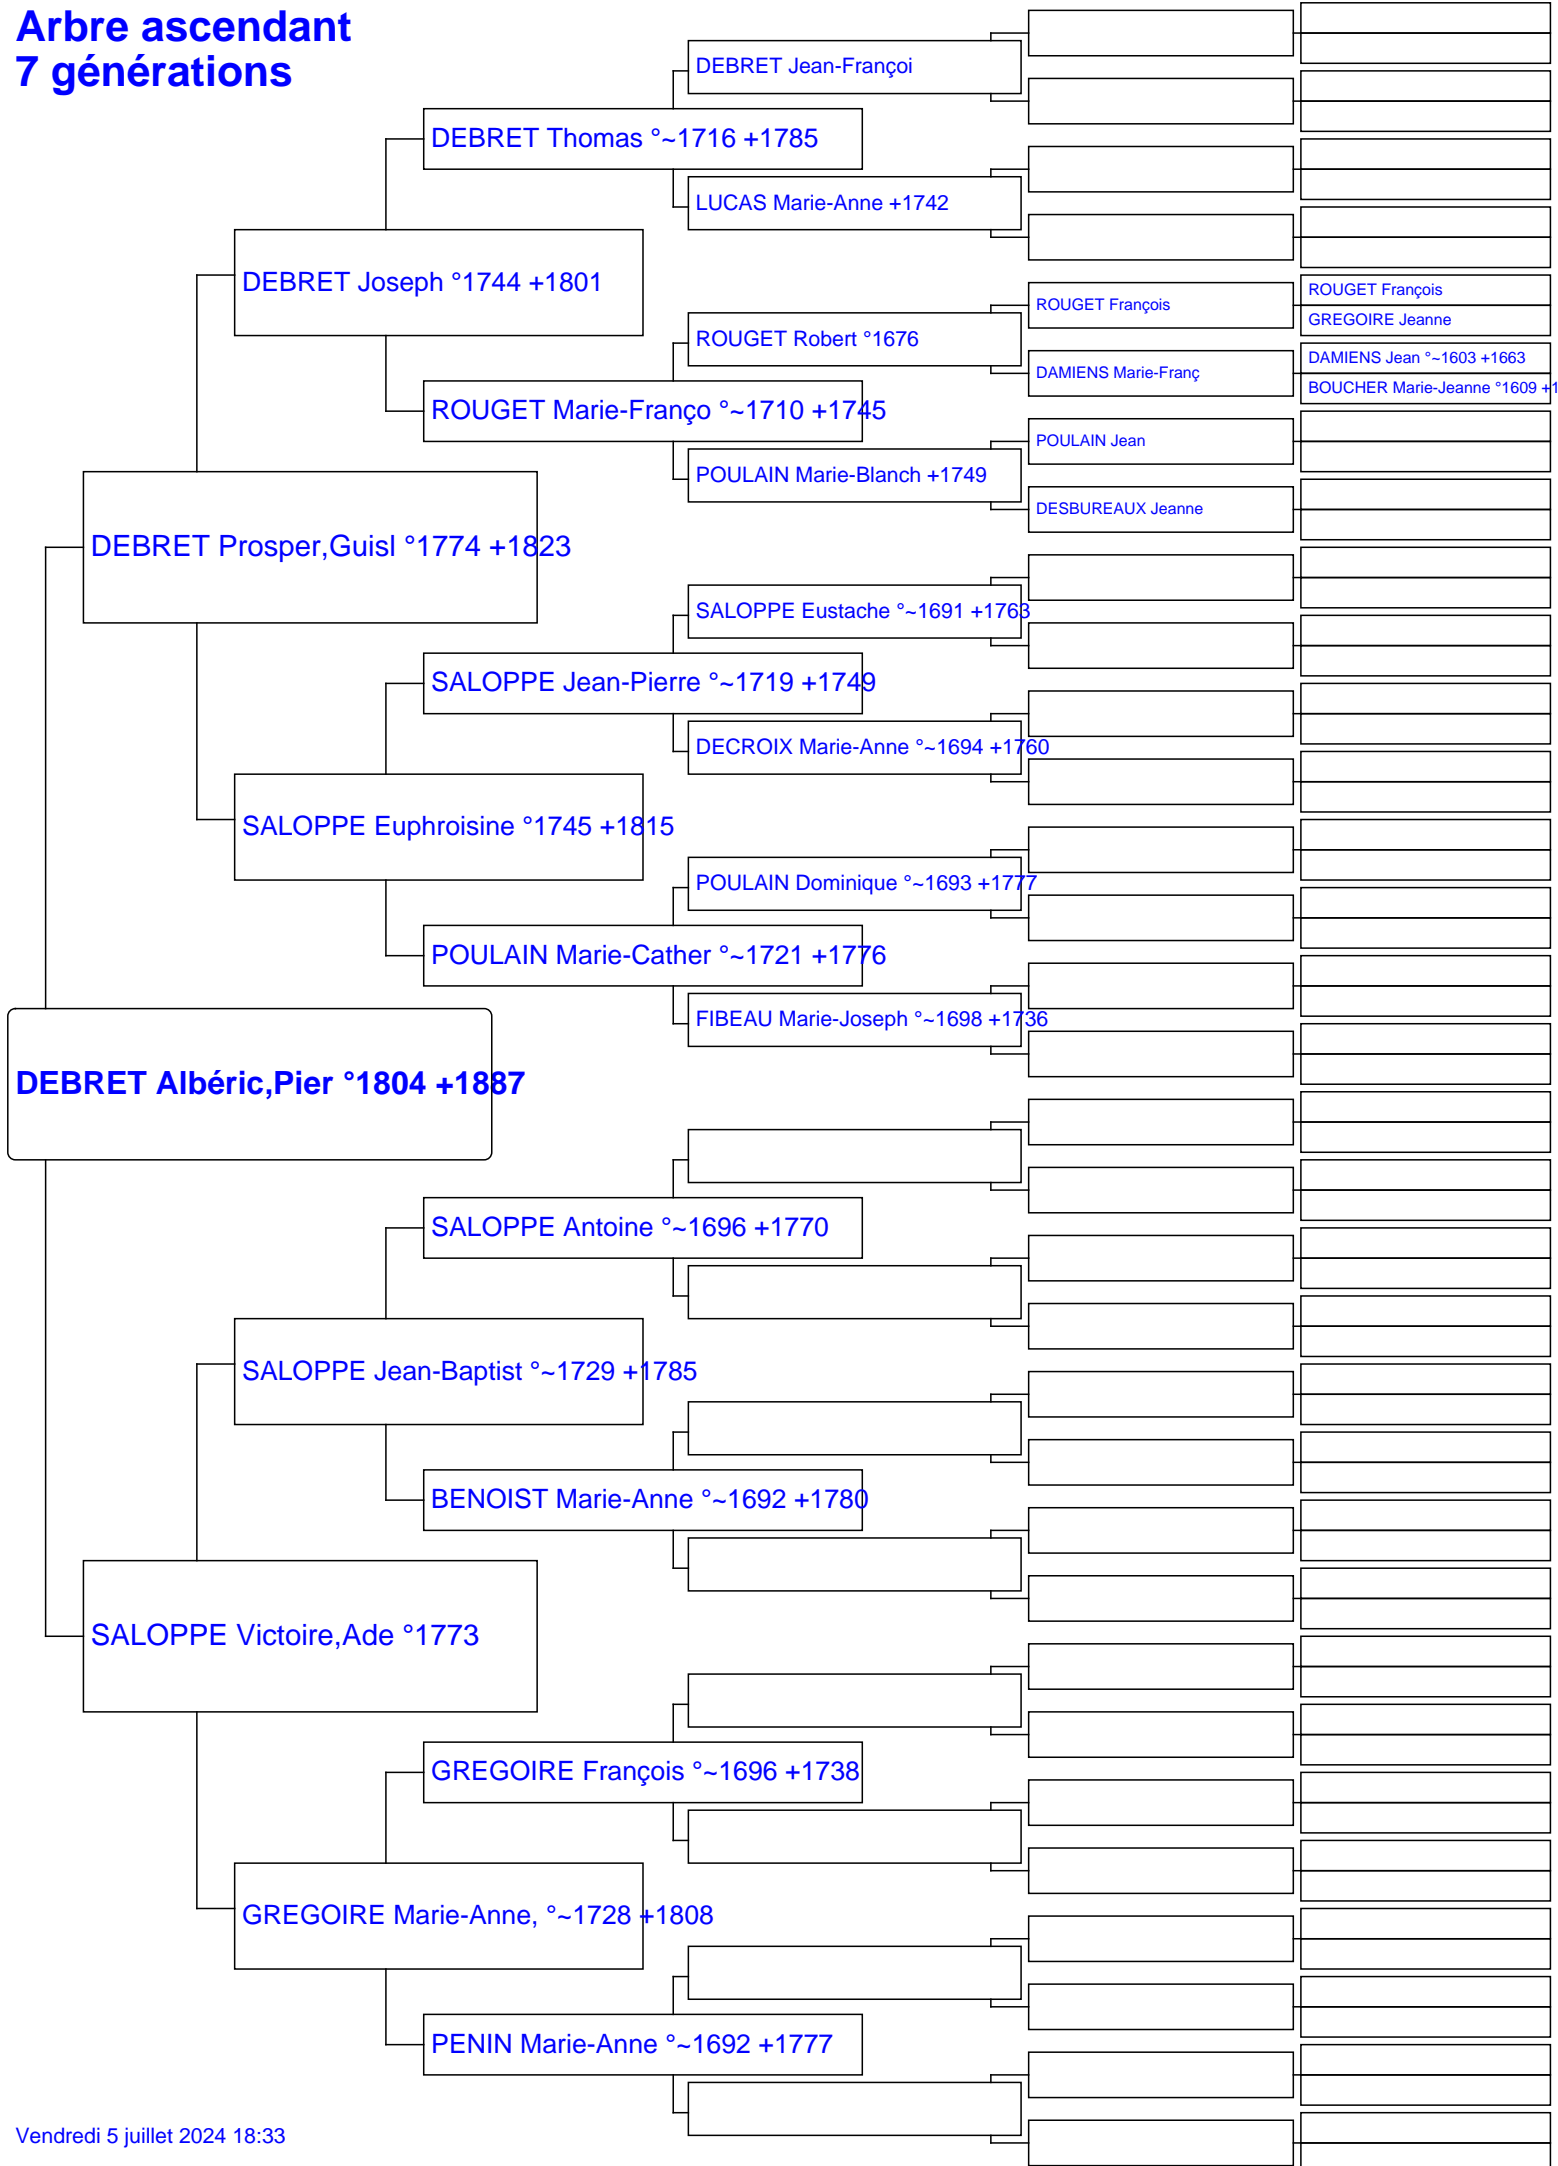 Arbre ascendant
7 générations
DEBRET Jean-Françoi
DEBRET Thomas °~1716 +1785
LUCAS Marie-Anne +1742
DEBRET Joseph °1744 +1801
ROUGET François
ROUGET François
GREGOIRE Jeanne
ROUGET Robert °1676
DAMIENS Marie-Franç
DAMIENS Jean °~1603 +1663
BOUCHER Marie-Jeanne °1609 +1
ROUGET Marie-Franço °~1710 +1745
POULAIN Jean
POULAIN Marie-Blanch +1749
DESBUREAUX Jeanne
DEBRET Prosper,Guisl °1774 +1823
SALOPPE Eustache °~1691 +1763
SALOPPE Jean-Pierre °~1719 +1749
DECROIX Marie-Anne °~1694 +1760
SALOPPE Euphroisine °1745 +1815
POULAIN Dominique °~1693 +1777
POULAIN Marie-Cather °~1721 +1776
FIBEAU Marie-Joseph °~1698 +1736
DEBRET Albéric,Pier °1804 +1887
SALOPPE Antoine °~1696 +1770
SALOPPE Jean-Baptist °~1729 +1785
BENOIST Marie-Anne °~1692 +1780
SALOPPE Victoire,Ade °1773
GREGOIRE François °~1696 +1738
GREGOIRE Marie-Anne, °~1728 +1808
PENIN Marie-Anne °~1692 +1777
Vendredi 5 juillet 2024 18:33